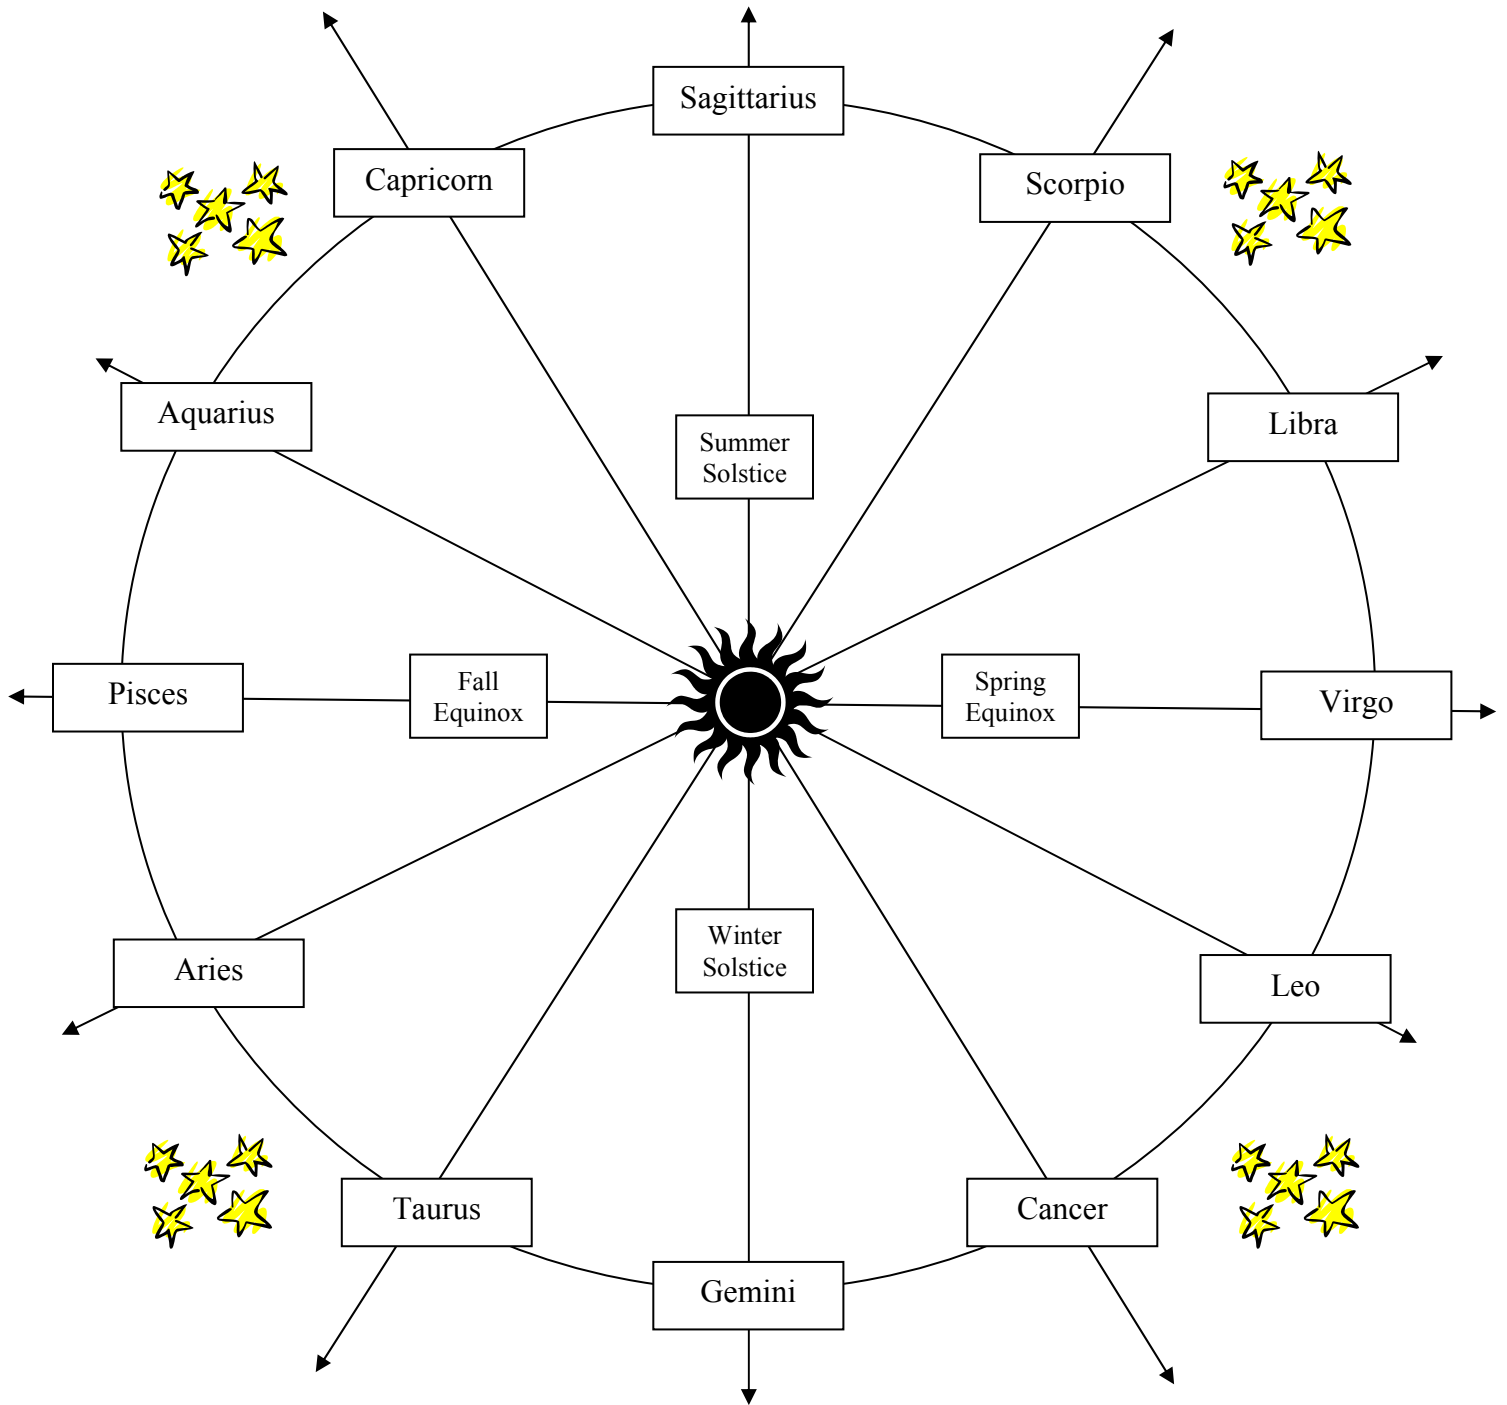 Sagittarius
Capricorn
Scorpio
Aquarius
Libra
Summer
Solstice
Pisces
Fall
Equinox
Spring
Equinox
Virgo
Winter
Solstice
Aries
Leo
Taurus
Cancer
Gemini